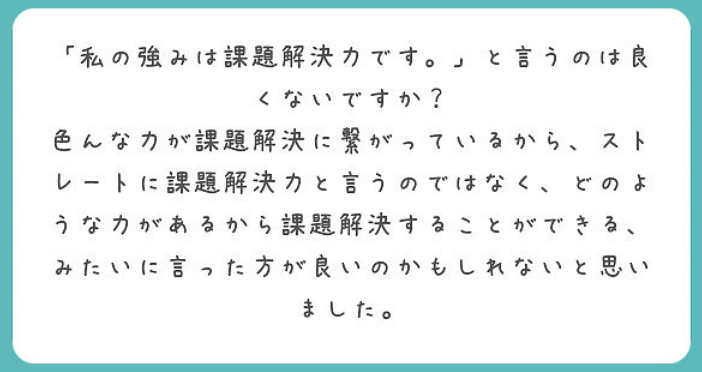 「私の強みは課題解決力です。」と言うのは良
くないですか？
色んな力が課題解決に繋がっているから、スト
レートに課題解決力と言うのではなく、どのよ
うな力があるから課題解決することができる、
みたいに言った方が良いのかもしれないと思い
ました。